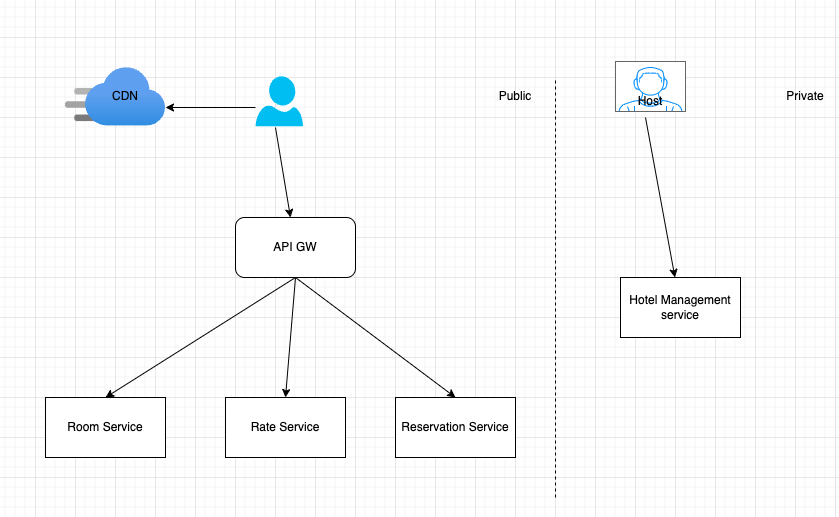 CDN
Public
Host
Private
API GW
Hotel Management
service
Room Service
Rate Service
Reservation Service